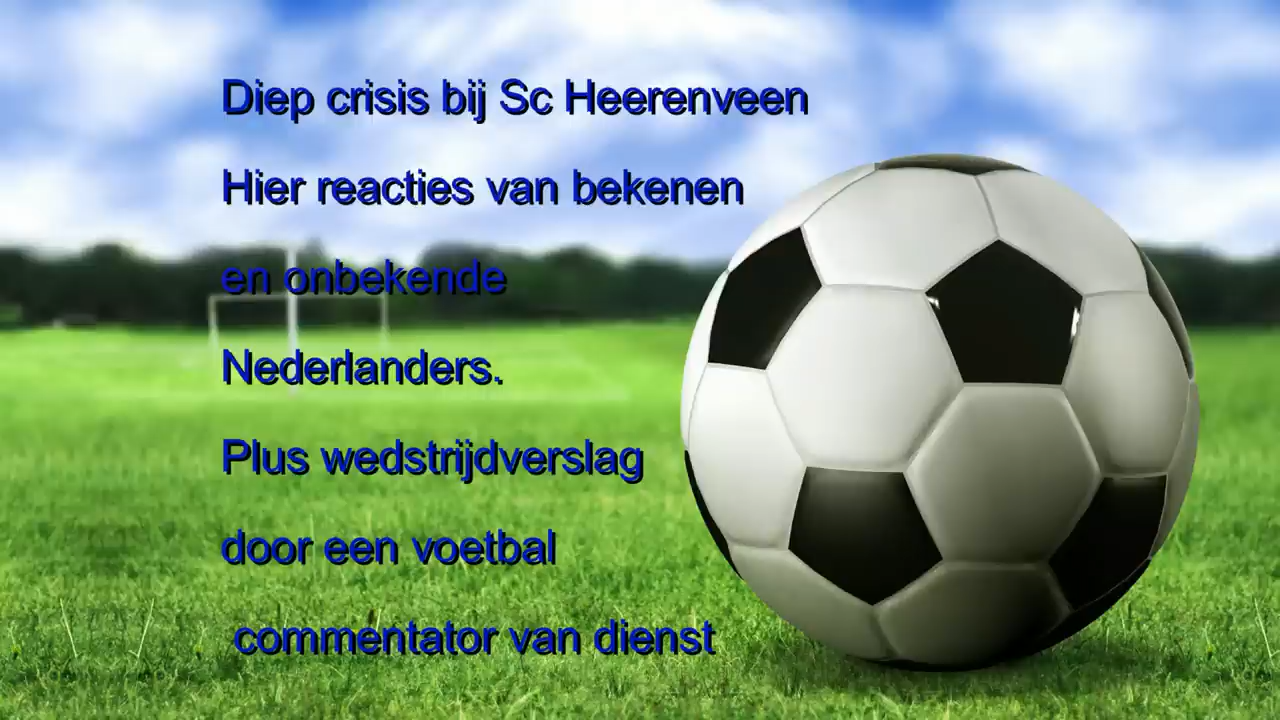 Diep crisis bij Sc Heerenveen
Hier reacties van bekenen
en onbekende
Nederlanders.
Plus wedstrijdverslag
door een voetbal
commentator van dienst